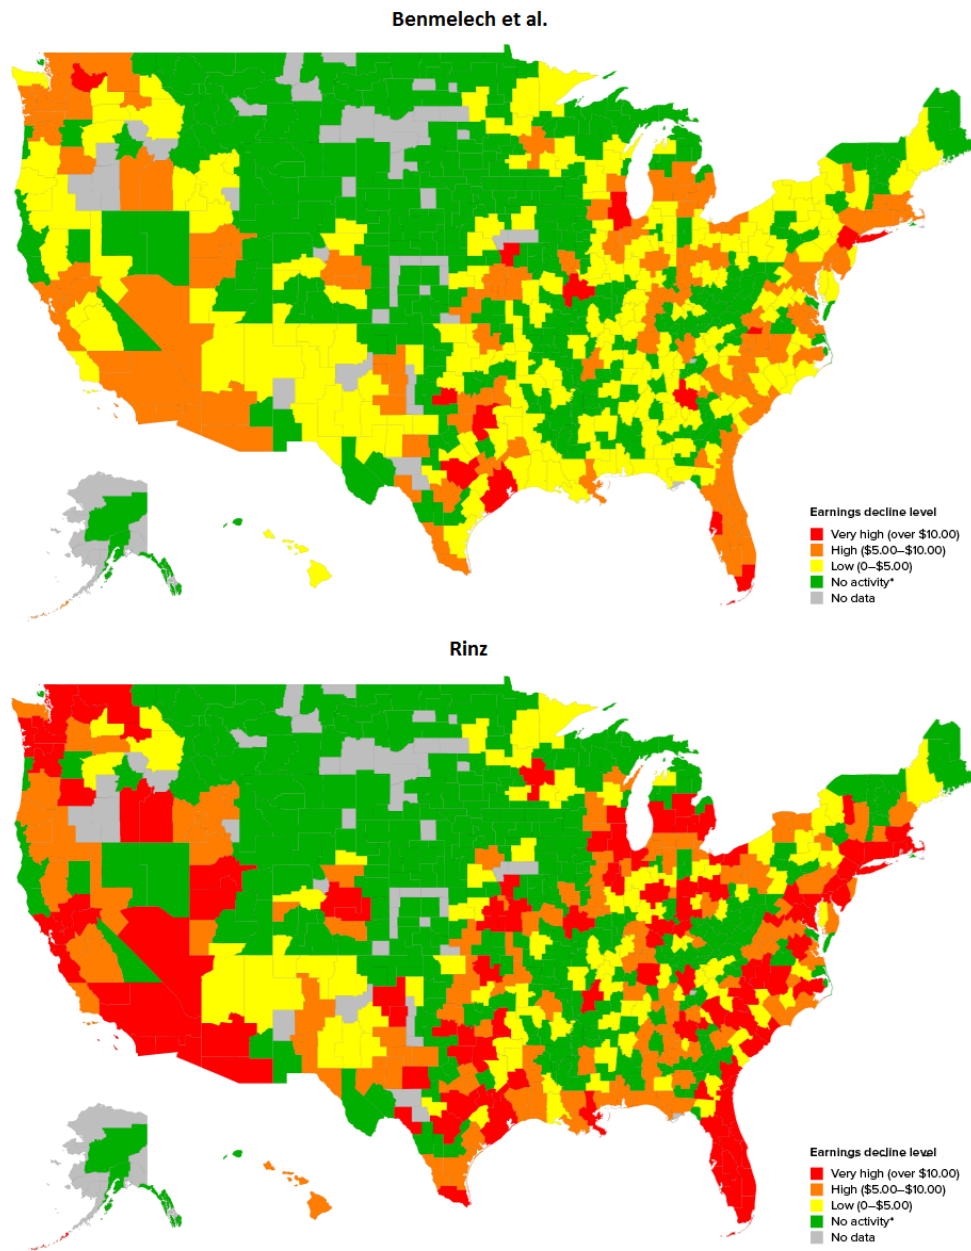 Benmelech et al.
Earnings decline level
Very high (over $10.00)
High ($5.00–$10.00)
Low (0–$5.00)
No activity*
No data
Rinz
Earnings decline level
Very high (over $10.00)
High ($5.00–$10.00)
Low (0–$5.00)
No activity*
No data